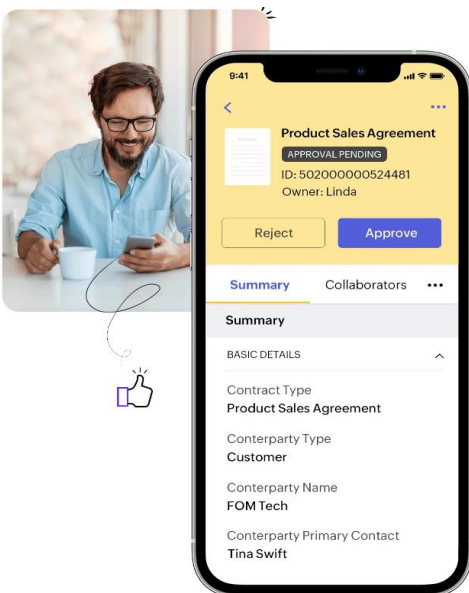 9:41
Product Sales Agreement
APPROVAL PENDING
ID: 502000000524481
Owner: Linda
Reject
Approve
Summary
Collaborators
Summary
BASIC DETAILS
Contract Type
Product Sales Agreement
Conterparty Type
Customer
Conterparty Name
FOM Tech
Conterparty Primary Contact
Tina Swift